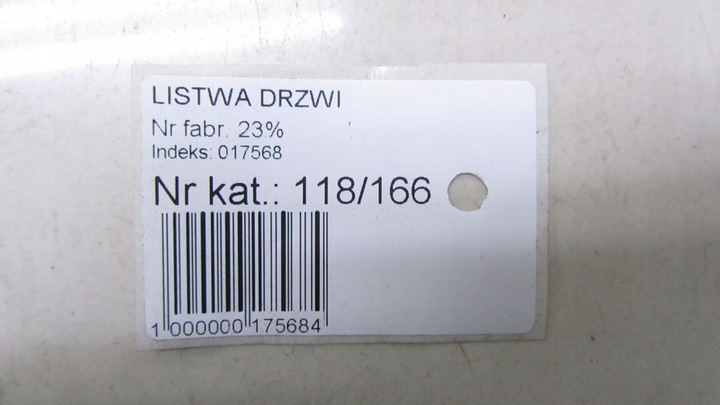 LISTWA DRZWI
Nr fabr. 23%
Indeks: 017568
Nr kat.: 118/166
1 000000 175684